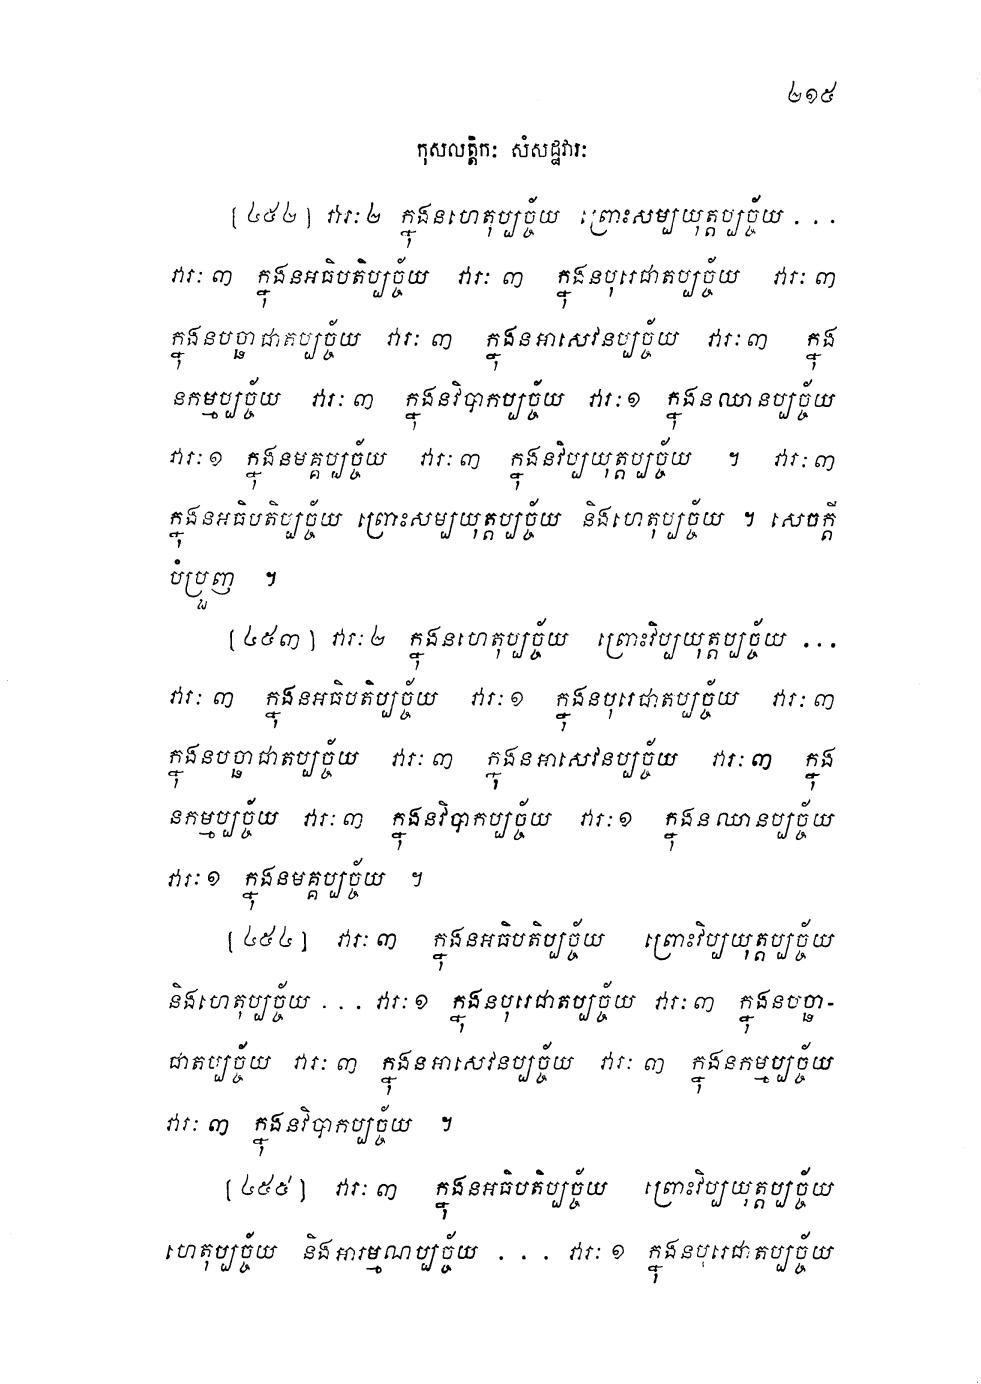 ២១៥
កុសលត្តិកៈ សំសដ្ឋវារៈ
[៤៥២] វារៈ ២ ក្នុងនហេតុប្បច្ច័យ ព្រោះសម្បយុត្តប្បច្ច័យ . . .
វារៈ ៣ ក្នុងនអធិបតិប្បច្ច័យ វារៈ ៣ ក្នុងនបុរេជាតប្បច្ច័យ វារៈ ៣
ក្នុងនបច្ឆាជាតប្បច្ច័យ វារៈ ៣ ក្នុងនអាសេវនប្បច្ច័យ វារៈ ៣ ក្នុង
នកម្មប្បច្ច័យ វារៈ ៣ ក្នុងនវិបាកប្បច្ច័យ វារៈ ១ ក្នុងនឈានប្បច្ច័យ
វារៈ ១ ក្នុងនមគ្គប្បច្ច័យ វារៈ ៣ ក្នុងនវិប្បយុត្តប្បច្ច័យ ។ វារៈ ៣
ក្នុងនអធិបតិប្បច្ច័យ ព្រោះសម្បយុត្តប្បច្ច័យ និងហេតុប្បច្ច័យ ។ សេចក្តី
បំប្រួញ ។
[៤៥៣] វារៈ ២ ក្នុងនហេតុប្បច្ច័យ ព្រោះវិប្បយុត្តប្បច្ច័យ . . .
វារៈ ៣ ក្នុងនអធិបតិប្បច្ច័យ វារៈ ១ ក្នុងនបុរេជាតប្បច្ច័យ វារៈ ៣
ក្នុងនបច្ឆាជាតប្បច្ច័យ វារៈ ៣ ក្នុងនអាសេវនប្បច្ច័យ វារៈ ៣ ក្នុង
នកម្មប្បច្ច័យ វារៈ ៣ ក្នុងនវិបាកប្បច្ច័យ វារៈ ១ ក្នុងនឈានប្បច្ច័យ
វារៈ ១ ក្នុងនមគ្គប្បច្ច័យ ។
[៤៥៤] វារៈ ៣ ក្នុងនអធិបតិប្បច្ច័យ ព្រោះវិប្បយុត្តប្បច្ច័យ
និងហេតុប្បច្ច័យ . . . វារៈ ១ ក្នុងនបុរេជាតប្បច្ច័យ វារៈ ៣ ក្នុងនបច្ឆា-
ជាតប្បច្ច័យ វារៈ ៣ ក្នុងនអាសេវនប្បច្ច័យ វារៈ ៣ ក្នុងនកម្មប្បច្ច័យ
វារៈ ៣ ក្នុងនវិបាកប្បច្ច័យ ។
[៤៥៥] វារៈ ៣ ក្នុងនអធិបតិប្បច្ច័យ ព្រោះវិប្បយុត្តប្បច្ច័យ
ហេតុប្បច្ច័យ និងអារម្មណប្បច្ច័យ . . . វារៈ ១ ក្នុងនបុរេជាតប្បច្ច័យ